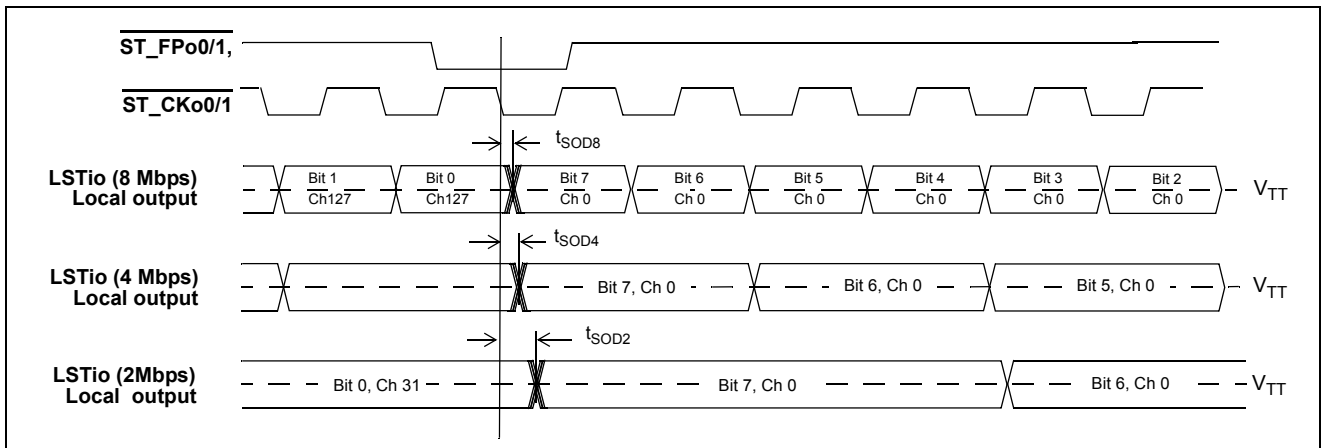 ST_FPo0/1,
ST_CKo0/1
tSOD8
LSTio (8 Mbps)
Local output
Bit 1
Ch127
Bit 0
Ch127
Bit 7
Ch 0
Bit 6
Ch 0
Bit 5
Ch 0
Bit 4
Ch 0
Bit 3
Ch 0
Bit 2
Ch 0
VTT
tSOD4
LSTio (4 Mbps)
Local output
Bit 7, Ch 0
Bit 6, Ch 0
Bit 5, Ch 0
VTT
tSOD2
LSTio (2Mbps)
Local output
Bit 0, Ch 31
Bit 7, Ch 0
Bit 6, Ch 0
VTT